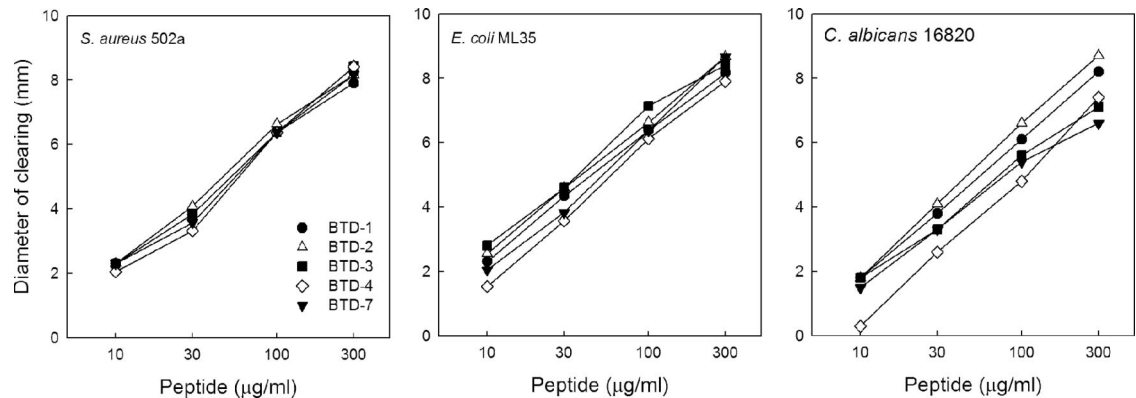 Diameter of clearing (mm)
10
8
6
4
2
0
S. aureus 502a
BTD-1
BTD-2
BTD-3
BTD-4
BTD-7
10 30 100 300
Peptide (μg/ml)
10
8
6
4
2
0
E. coli ML35
10 30 100 300
Peptide (μg/ml)
10
8
6
4
2
0
C. albicans 16820
10 30 100 300
Peptide (μg/ml)